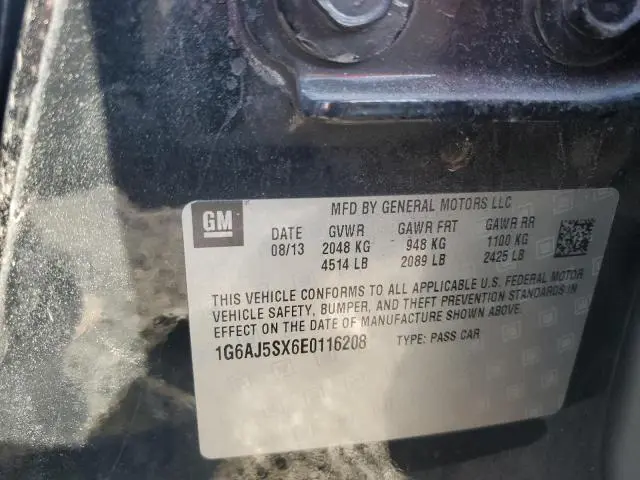 GM
MFD BY GENERAL MOTORS LLC
DATE GVWR GAWR FRT GAWR RR
08/13 2048 KG 948 KG 1100 KG
4514 LB 2089 LB 2425 LB
THIS VEHICLE CONFORMS TO ALL APPLICABLE U.S. FEDERAL MOTOR
VEHICLE SAFETY, BUMPER, AND THEFT PREVENTION STANDARDS IN
EFFECT ON THE DATE OF MANUFACTURE SHOWN ABOVE.
1G6AJ5SX6E0116208 TYPE: PASS CAR